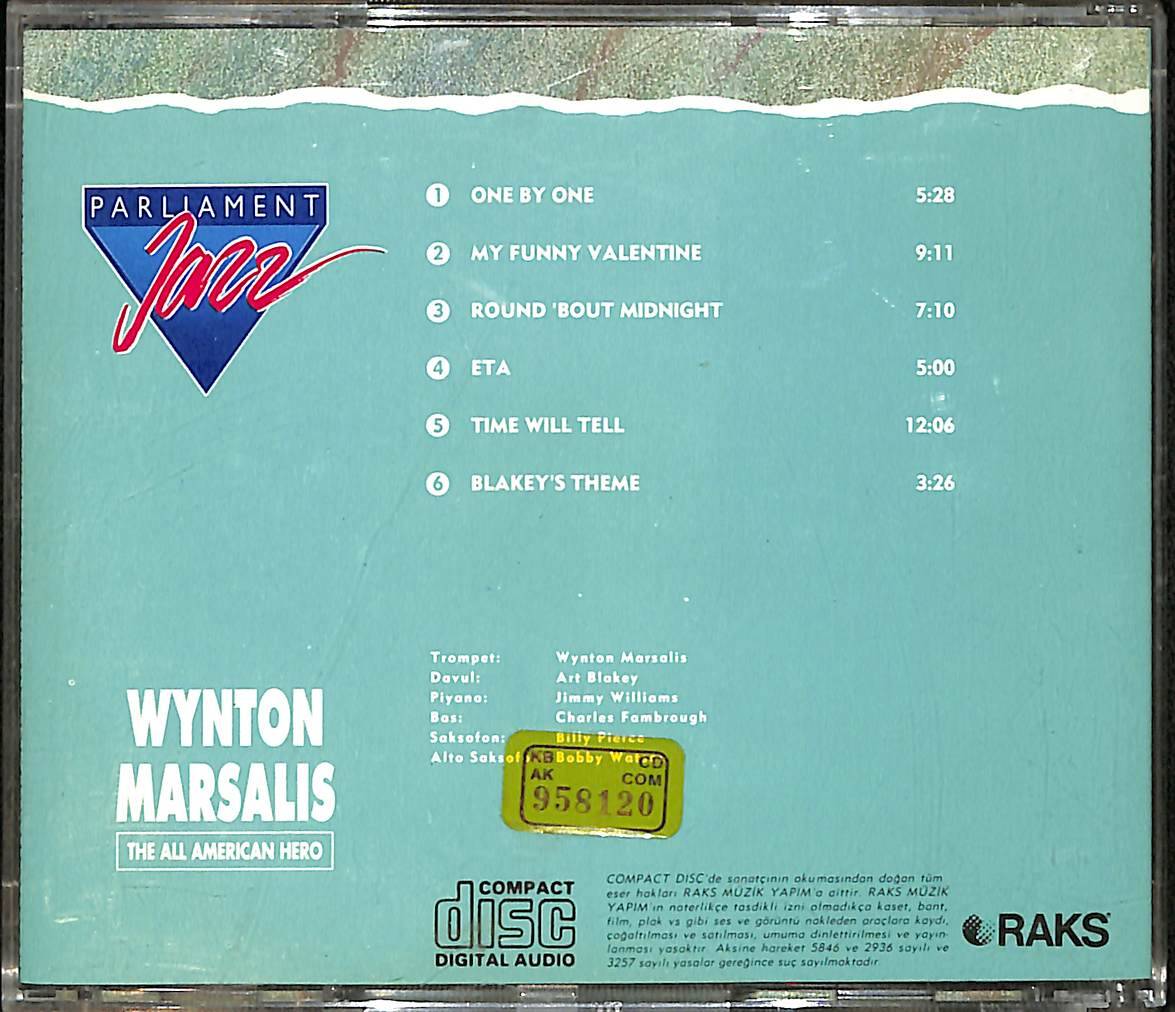 PARLIAMENT
Jazz
1 ONE BY ONE 5:28
2 MY FUNNY VALENTINE 9:11
3 ROUND 'BOUT MIDNIGHT 7:10
4 ETA 5:00
5 TIME WILL TELL 12:06
6 BLAKEY'S THEME 3:26
Trompet: Wynton Marsalis
Davul: Art Blakey
Piyano: Jimmy Williams
Bas: Charles Fambrough
Saksofon: Billy Pierce
Alto Bobby
KB CD
AK COM
958120
WYNTON
MARSALIS
THE ALL AMERICAN HERO
COMPACT
disc
DIGITAL AUDIO
COMPACT DISC'de sanatçının okumasından doğan tüm
eser hakları RAKS MÜZİK YAPIM'a aittir. RAKS MÜZİK
YAPIM'ın noterlikçe tasdikli izni olmadıkça kaset, bant,
film, plak vs gibi ses ve görüntü nakleden araçlara kaydı,
çoğaltılması ve satılması, umuma dinlettirilmesi ve yayın-
lanması yasaktır. Aksine hareket 5846 ve 2936 sayılı ve
3257 sayılı yasalar gereğince suç sayılmaktadır.
RAKS